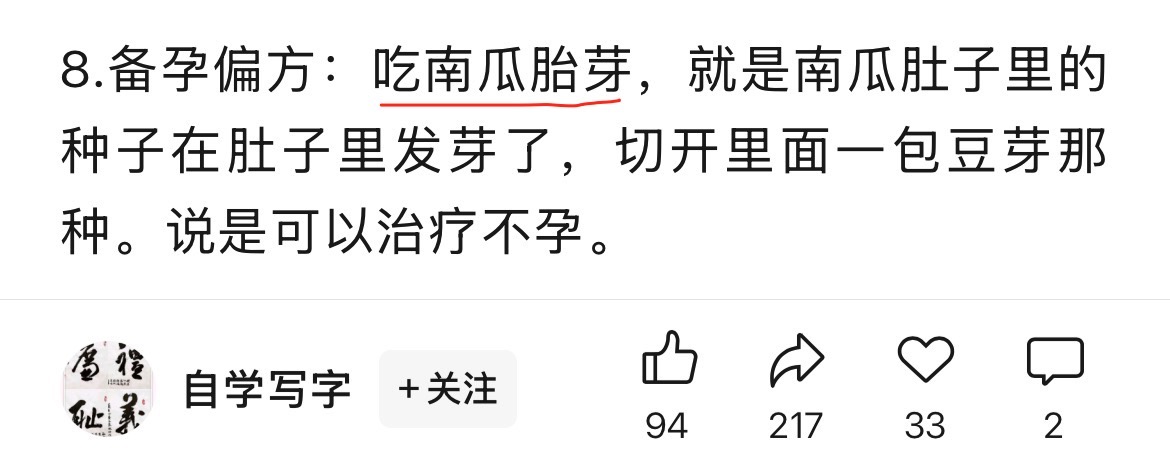 8.备孕偏方：吃南瓜胎芽，就是南瓜肚子里的
种子在肚子里发芽了，切开里面一包豆芽那
种。说是可以治疗不孕。
自学写字 +关注
94 217 33 2